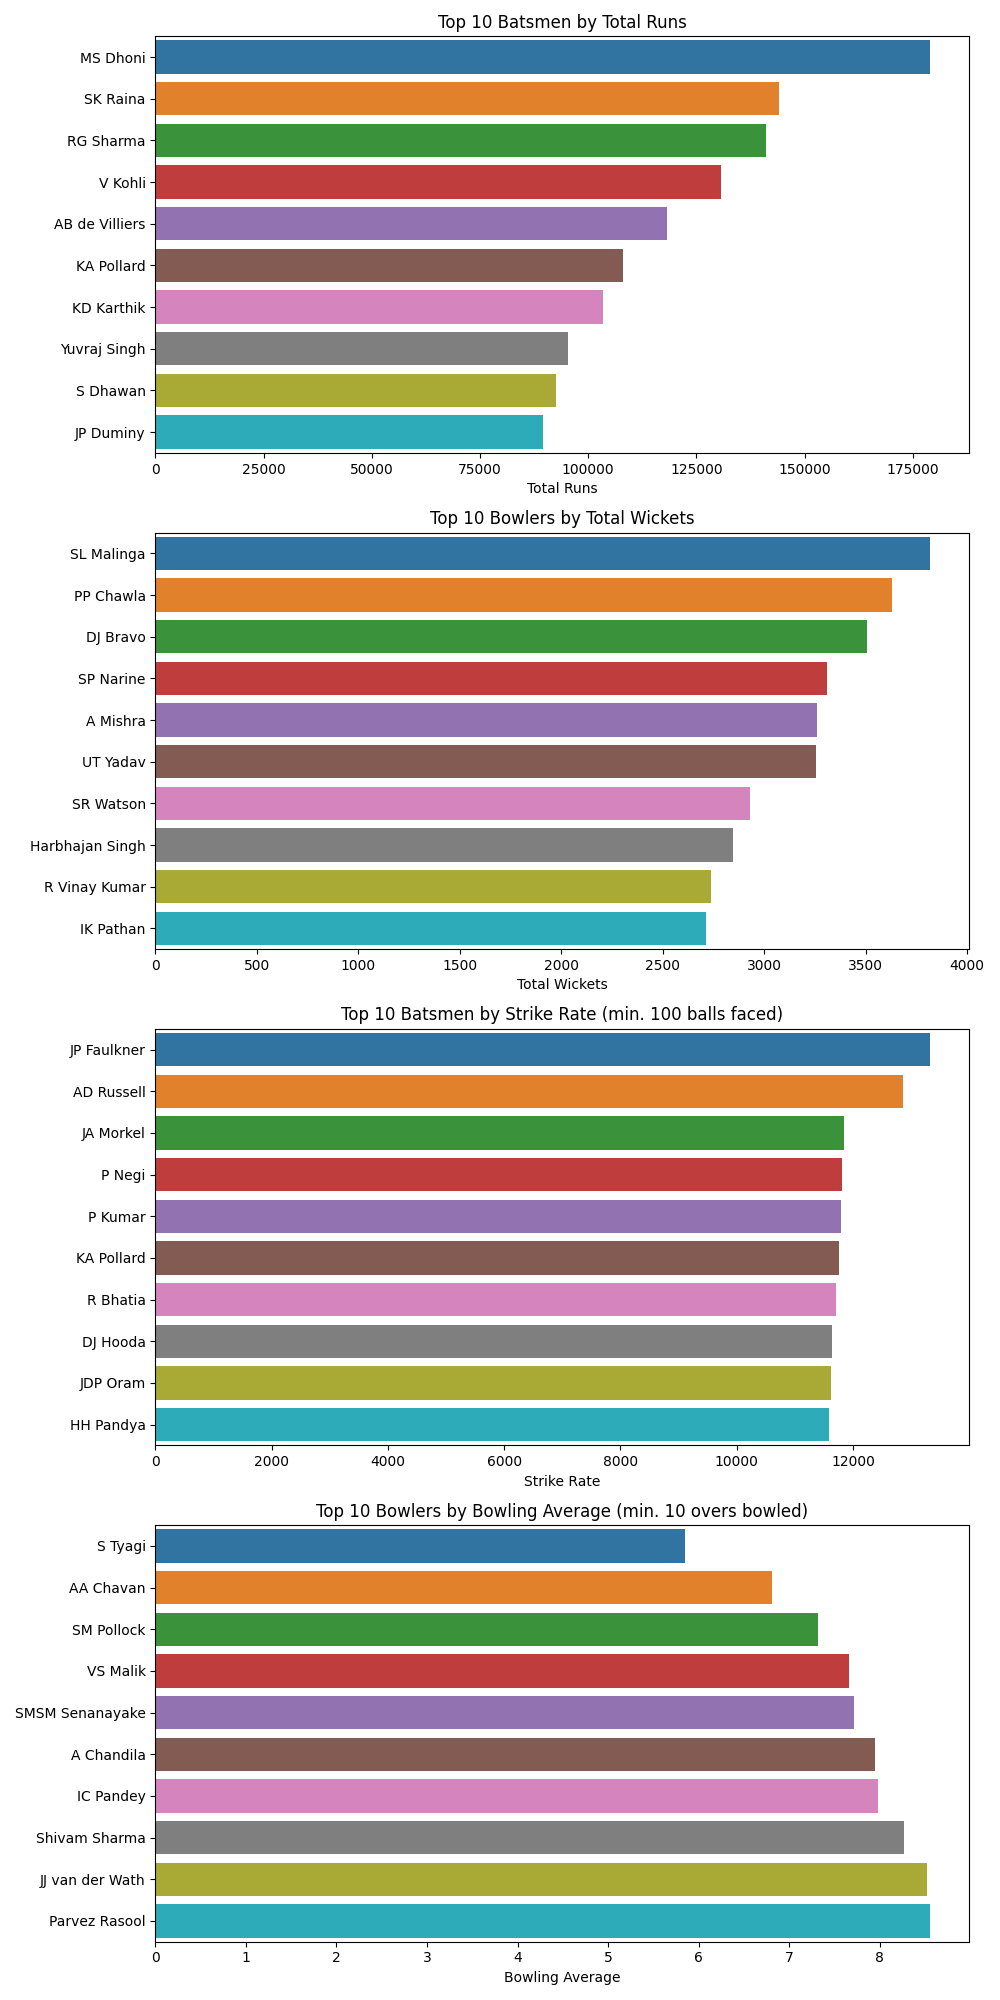 Top 10 Batsmen by Total Runs
MS Dhoni
SK Raina
RG Sharma
V Kohli
AB de Villiers
KA Pollard
KD Karthik
Yuvraj Singh
S Dhawan
JP Duminy
0 25000 50000 75000 100000 125000 150000 175000
Total Runs
Top 10 Bowlers by Total Wickets
SL Malinga
PP Chawla
DJ Bravo
SP Narine
A Mishra
UT Yadav
SR Watson
Harbhajan Singh
R Vinay Kumar
IK Pathan
0 500 1000 1500 2000 2500 3000 3500 4000
Total Wickets
Top 10 Batsmen by Strike Rate (min. 100 balls faced)
JP Faulkner
AD Russell
JA Morkel
P Negi
P Kumar
KA Pollard
R Bhatia
DJ Hooda
JDP Oram
HH Pandya
0 2000 4000 6000 8000 10000 12000
Strike Rate
Top 10 Bowlers by Bowling Average (min. 10 overs bowled)
S Tyagi
AA Chavan
SM Pollock
VS Malik
SMSM Senanayake
A Chandila
IC Pandey
Shivam Sharma
JJ van der Wath
Parvez Rasool
0 1 2 3 4 5 6 7 8
Bowling Average